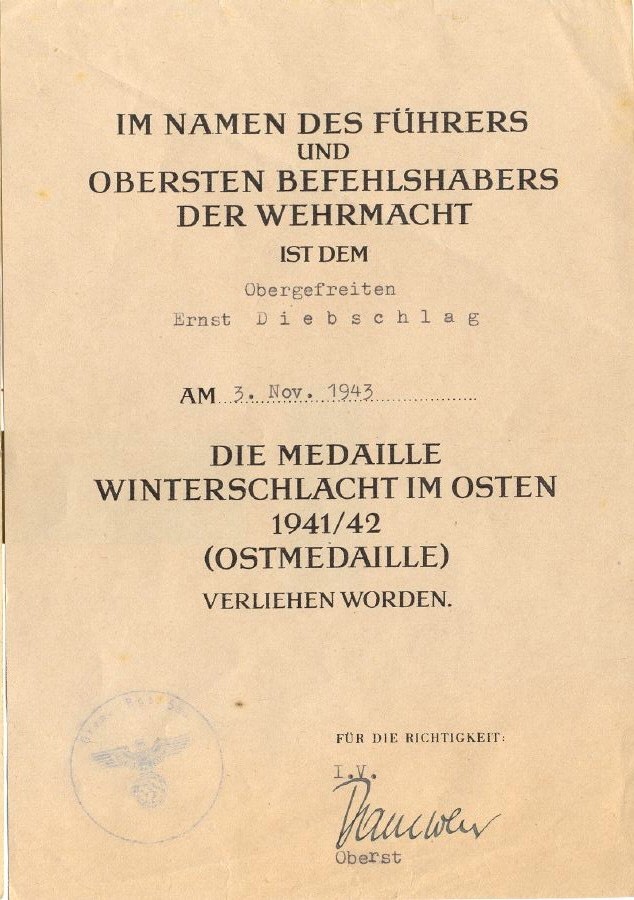 IM NAMEN DES FÜHRERS
UND
OBERSTEN BEFEHLSHABERS
DER WEHRMACHT
IST DEM
Obergefreiten
Ernst Diebschlag
AM 3. Nov. 1943
DIE MEDAILLE
WINTERSCHLACHT IM OSTEN
1941/42
(OSTMEDAILLE)
VERLIEHEN WORDEN.
FÜR DIE RICHTIGKEIT:
I.V.
Oberst